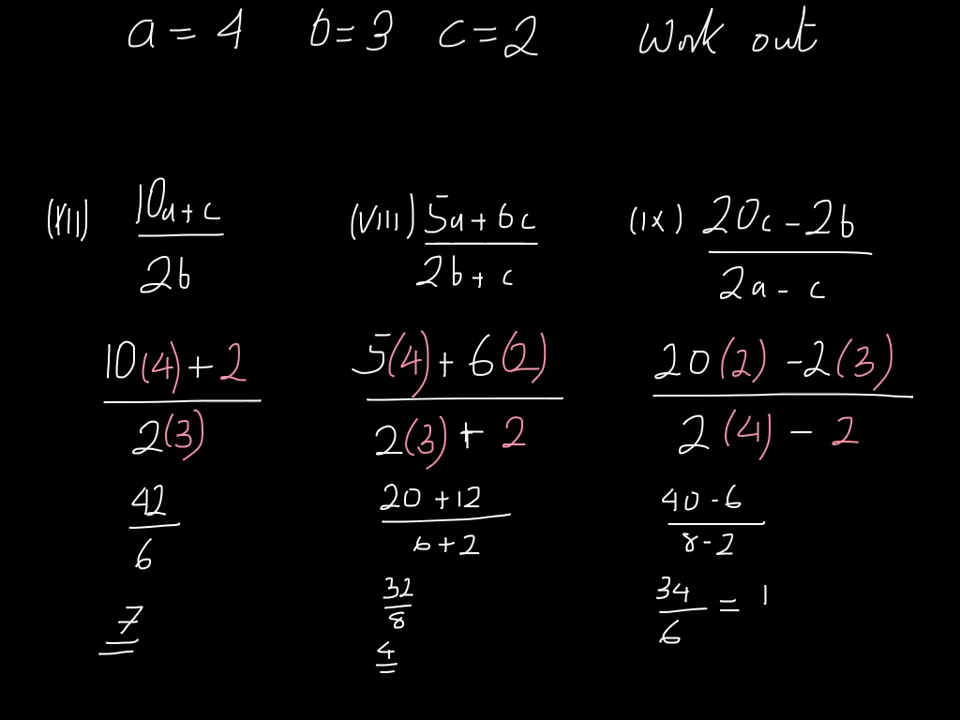 a = 4 b = 3 c = 2 Work out
(VII) 10a + c / 2b
(VIII) 5a + 6c / 2b + c
(IX) 20c - 2b / 2a - c
10(4) + 2 / 2(3)
5(4) + 6(2) / 2(3) + 2
20(2) - 2(3) / 2(4) - 2
42 / 6
20 + 12 / 6 + 2
40 - 6 / 8 - 2
7
32 / 8
34 / 6 = 1
4